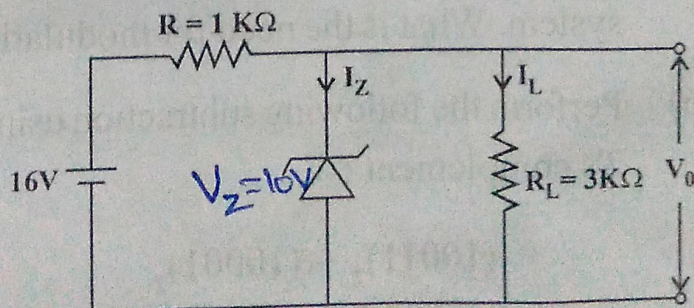 R = 1 KΩ
I_Z
I_L
16V
V_Z=10V
R_L = 3KΩ
V_0